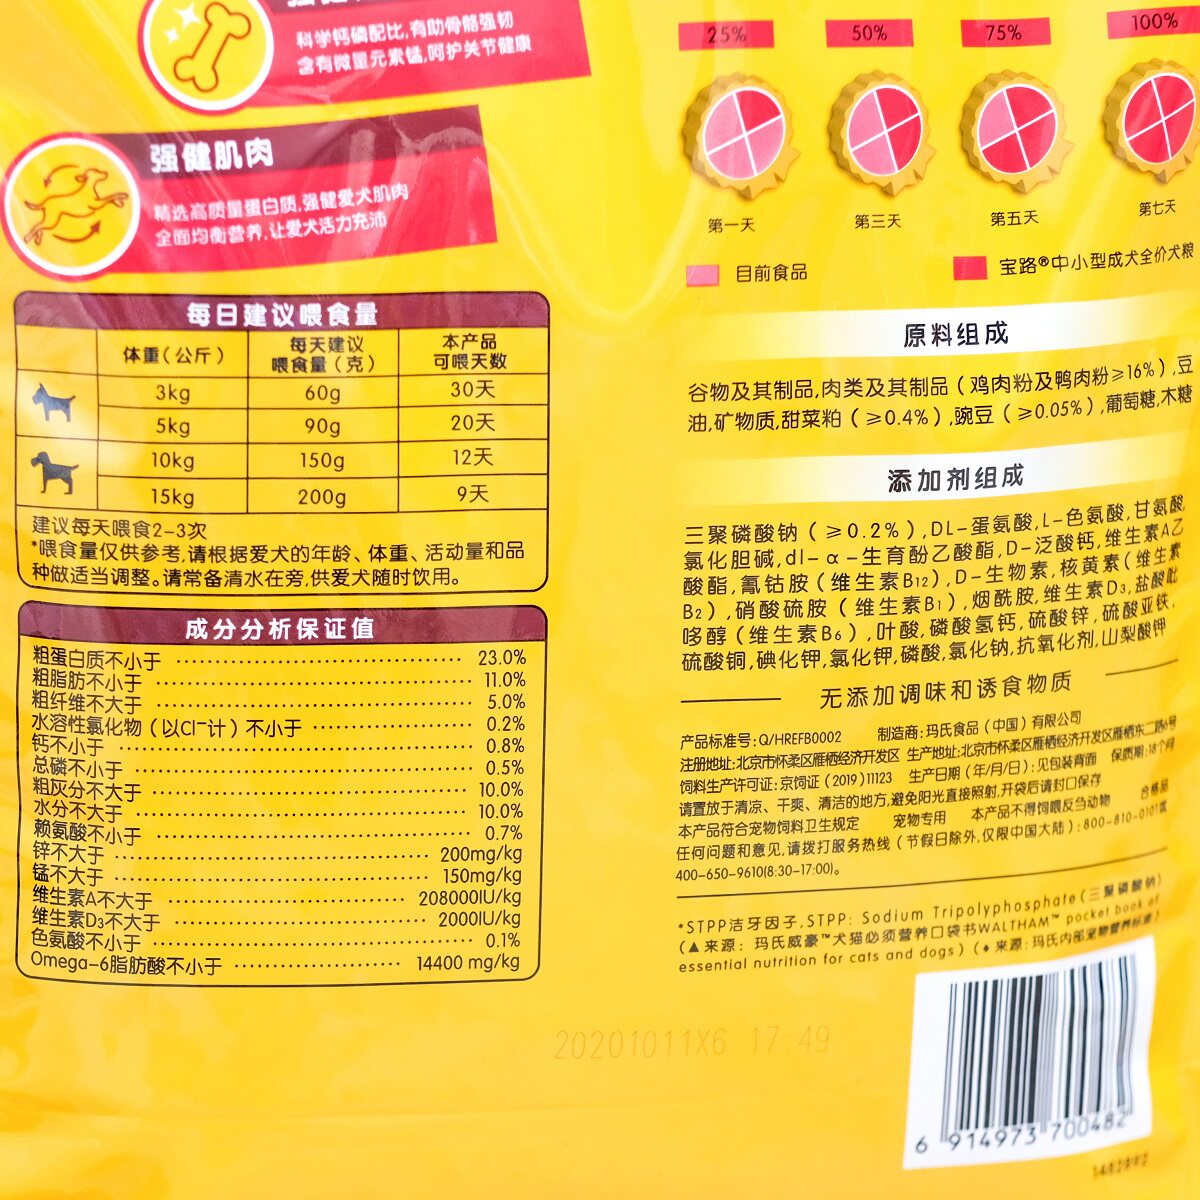 科学钙磷配比,有助骨骼强韧
含有微量元素锰,呵护关节健康
强健肌肉
精选高质量蛋白质,强健爱犬肌肉
全面均衡营养,让爱犬活力充沛
每日建议喂食量
体重(公斤) 每天建议喂食量(克) 本产品可喂天数
3kg 60g 30天
5kg 90g 20天
10kg 150g 12天
15kg 200g 9天
建议每天喂食2-3次
*喂食量仅供参考,请根据爱犬的年龄、体重、活动量和品
种做适当调整。请常备清水在旁,供爱犬随时饮用。
成分分析保证值
粗蛋白质不小于 23.0%
粗脂肪不小于 11.0%
粗纤维不大于 5.0%
水溶性氯化物(以Cl⁻计)不小于 0.2%
钙不小于 0.8%
总磷不小于 0.5%
粗灰分不大于 10.0%
水分不大于 10.0%
赖氨酸不小于 0.7%
锌不大于 200mg/kg
锰不大于 150mg/kg
维生素A不大于 20800IU/kg
维生素D3不大于 2000IU/kg
色氨酸不小于 0.1%
Omega-6脂肪酸不小于 14400 mg/kg
25% 50% 75% 100%
第一天 第三天 第五天 第七天
目前食品 宝路®中小型成犬全价犬粮
原料组成
谷物及其制品,肉类及其制品(鸡肉粉及鸭肉粉≥16%),豆
油,矿物质,甜菜粕(≥0.4%),豌豆(≥0.05%),葡萄糖,木糖
添加剂组成
三聚磷酸钠(≥0.2%),DL-蛋氨酸,L-色氨酸,甘氨酸,
氯化胆碱,dl-α-生育酚乙酸酯,D-泛酸钙,维生素A乙
酸酯,氰钴胺(维生素B12),D-生物素,核黄素(维生素
B2),硝酸硫胺(维生素B1),烟酰胺,维生素D3,盐酸吡
哆醇(维生素B6),叶酸,磷酸氢钙,硫酸锌,硫酸亚铁,
硫酸铜,碘化钾,氯化钾,磷酸,氯化钠,抗氧化剂,山梨酸钾
无添加调味和诱食物质
产品标准号:Q/HREFB0002 制造商:玛氏食品(中国)有限公司
注册地址:北京市怀柔区雁栖经济开发区 生产地址:北京市怀柔区雁栖经济开发区雁栖东二路6号
饲料生产许可证:京饲证(2019)11123 生产日期(年/月/日):见包装背面 保质期:18个月
请置放于清凉、干爽、清洁的地方,避免阳光直接照射,开袋后请封口保存
本产品符合宠物饲料卫生规定 宠物专用 本产品不得饲喂反刍动物 合格品
任何问题和意见,请拨打服务热线(节假日除外,仅限中国大陆):800-810-0101或
400-650-9610(8:30-17:00)。
*STPP洁牙因子,STPP: Sodium Tripolyphosphate(三聚磷酸钠)
(▲来源:玛氏威豪™犬猫必须营养口袋书WALTHAM™ pocket book of
essential nutrition for cats and dogs)(♦来源:玛氏内部宠物营养标准)
20201011X6 17:49
6 914973 700482